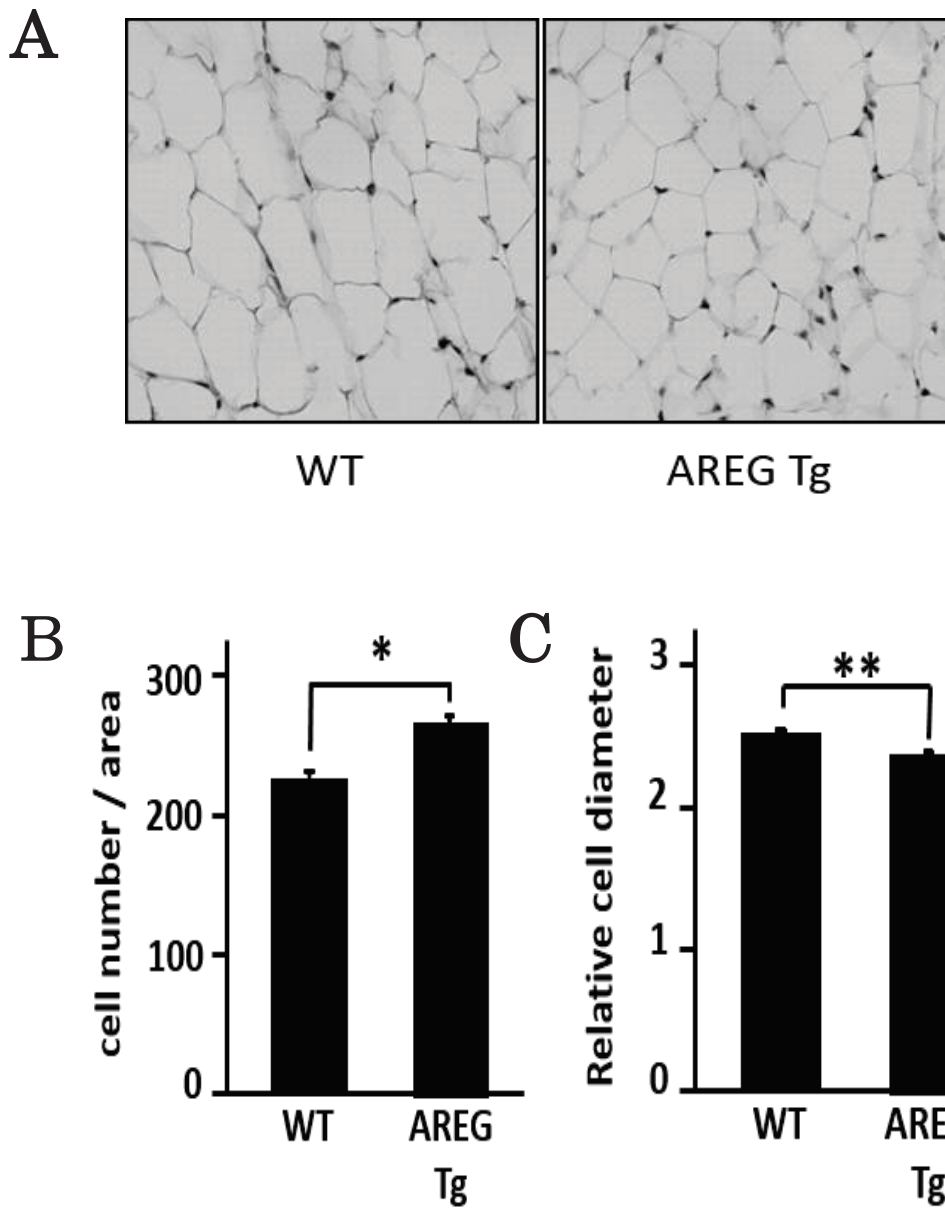 A
WT
AREG Tg
B
cell number / area
300
200
100
0
*
WT
AREG
Tg
C
Relative cell diameter
3
2
1
0
**
WT
ARE
Tg